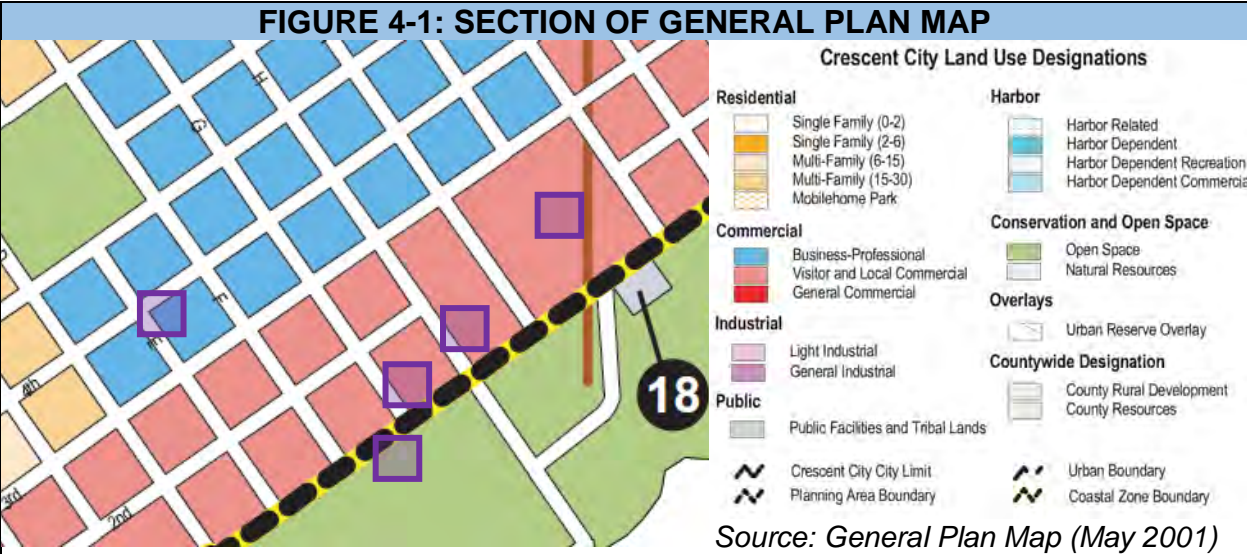 FIGURE 4-1: SECTION OF GENERAL PLAN MAP
H
G
F
4th
4th
3rd
2nd
18
Crescent City Land Use Designations
Residential
Single Family (0-2)
Single Family (2-6)
Multi-Family (6-15)
Multi-Family (15-30)
Mobilehome Park
Commercial
Business-Professional
Visitor and Local Commercial
General Commercial
Industrial
Light Industrial
General Industrial
Public
Public Facilities and Tribal Lands
Crescent City City Limit
Planning Area Boundary
Harbor
Harbor Related
Harbor Dependent
Harbor Dependent Recreation
Harbor Dependent Commercia
Conservation and Open Space
Open Space
Natural Resources
Overlays
Urban Reserve Overlay
Countywide Designation
County Rural Development
County Resources
Urban Boundary
Coastal Zone Boundary
Source: General Plan Map (May 2001)